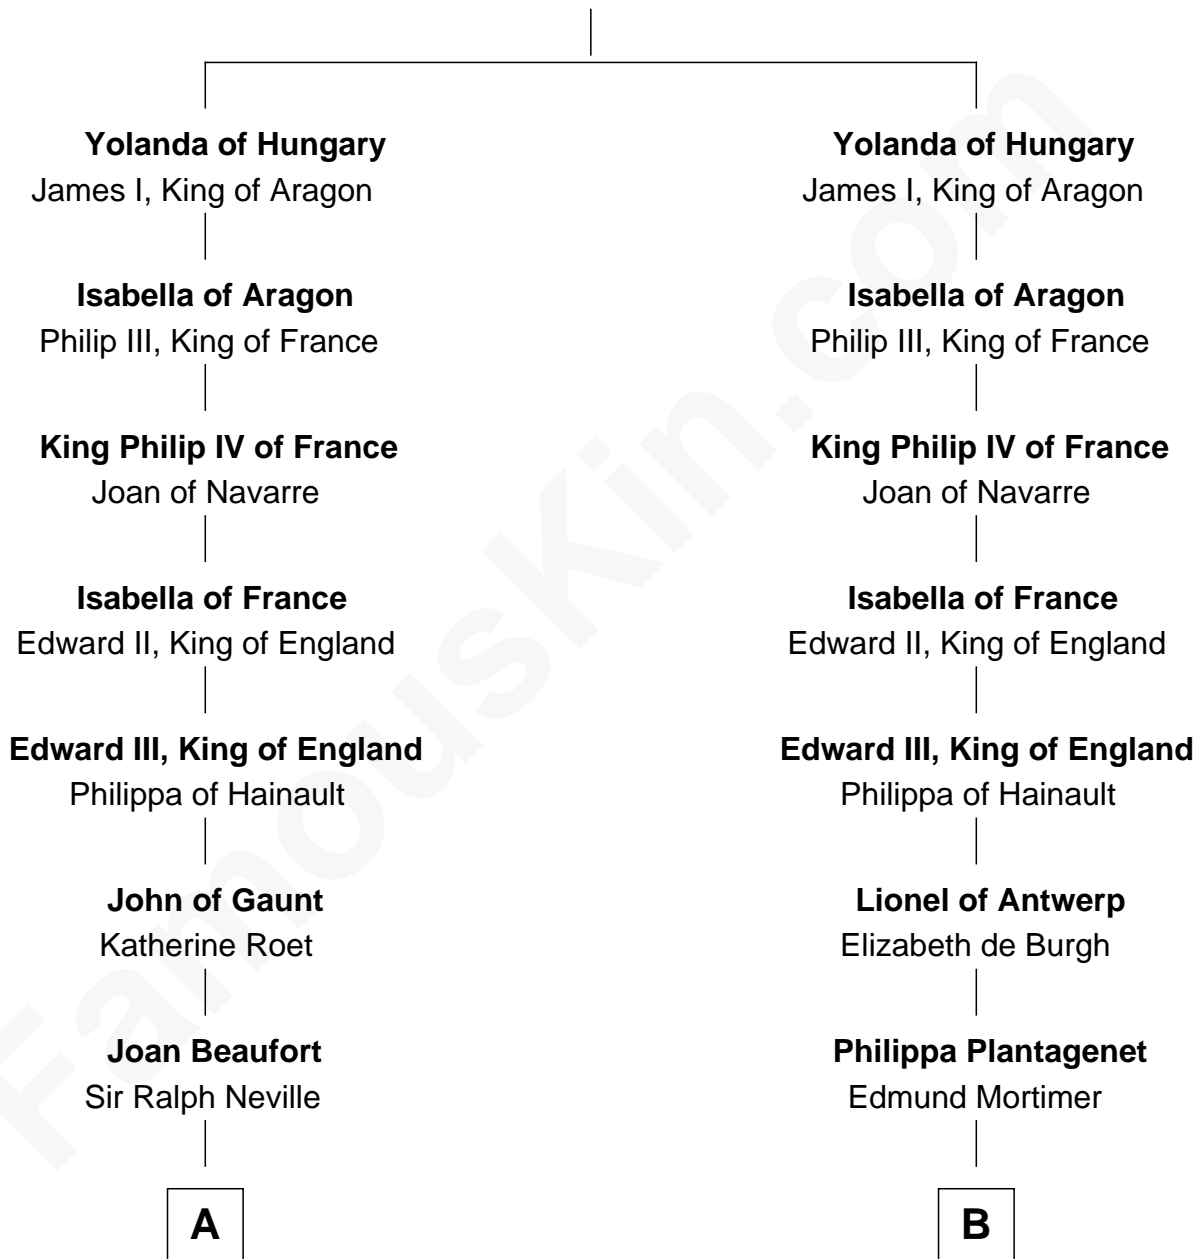 Yolanda of Hungary
James I, King of Aragon
Isabella of Aragon
Philip III, King of France
King Philip IV of France
Joan of Navarre
Isabella of France
Edward II, King of England
Edward III, King of England
Philippa of Hainault
John of Gaunt
Katherine Roet
Joan Beaufort
Sir Ralph Neville
A
Yolanda of Hungary
James I, King of Aragon
Isabella of Aragon
Philip III, King of France
King Philip IV of France
Joan of Navarre
Isabella of France
Edward II, King of England
Edward III, King of England
Philippa of Hainault
Lionel of Antwerp
Elizabeth de Burgh
Philippa Plantagenet
Edmund Mortimer
B
FamousKin.com